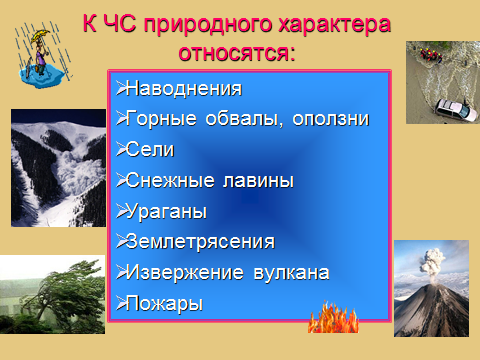 К ЧС природного характера
относятся:
Наводнения
Горные обвалы, оползни
Сели
Снежные лавины
Ураганы
Землетрясения
Извержение вулкана
Пожары